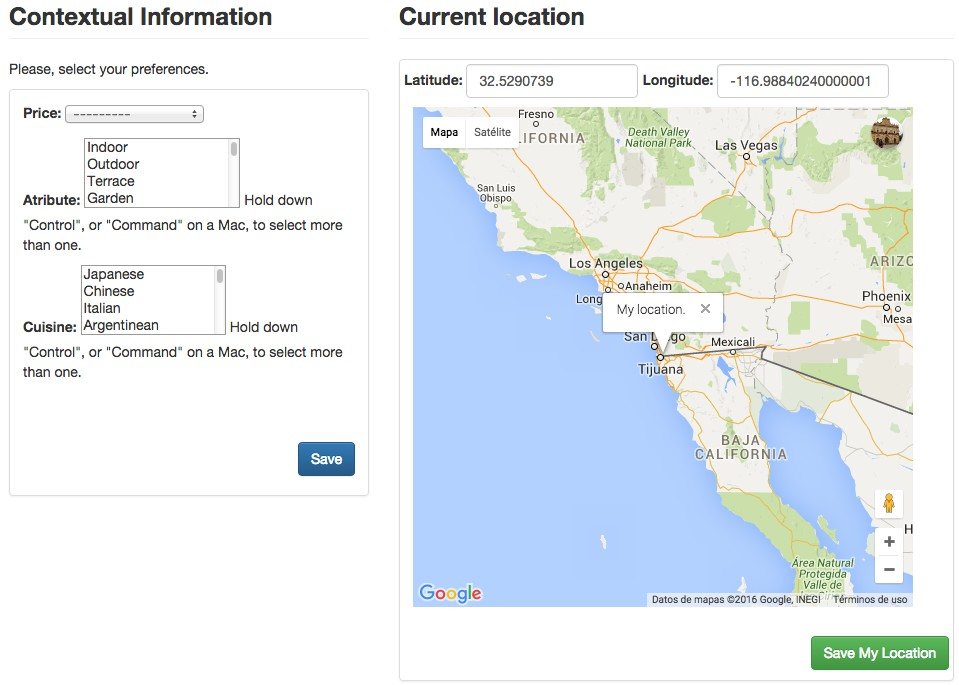 Contextual Information
Please, select your preferences.
Price: ---------
Indoor
Outdoor
Terrace
Garden
Atribute: Hold down
"Control", or "Command" on a Mac, to select more
than one.
Japanese
Chinese
Italian
Argentinean
Cuisine: Hold down
"Control", or "Command" on a Mac, to select more
than one.
Save
Current location
Latitude: 32.5290739 Longitude: -116.98840240000001
Mapa Satélite
Fresno
LIFORNIA
Death Valley
National Park
Las Vegas
San Luis
Obispo
Los Angeles
ARIZO
Anaheim
Long
Phoenix
My location.
Mesa
San D go
Mexicali
Tijuana
BAJA
CALIFORNIA
H
+
−
Área Natural
Protegida
Valle de
Google
Datos de mapas ©2016 Google, INEGI Términos de uso
Save My Location